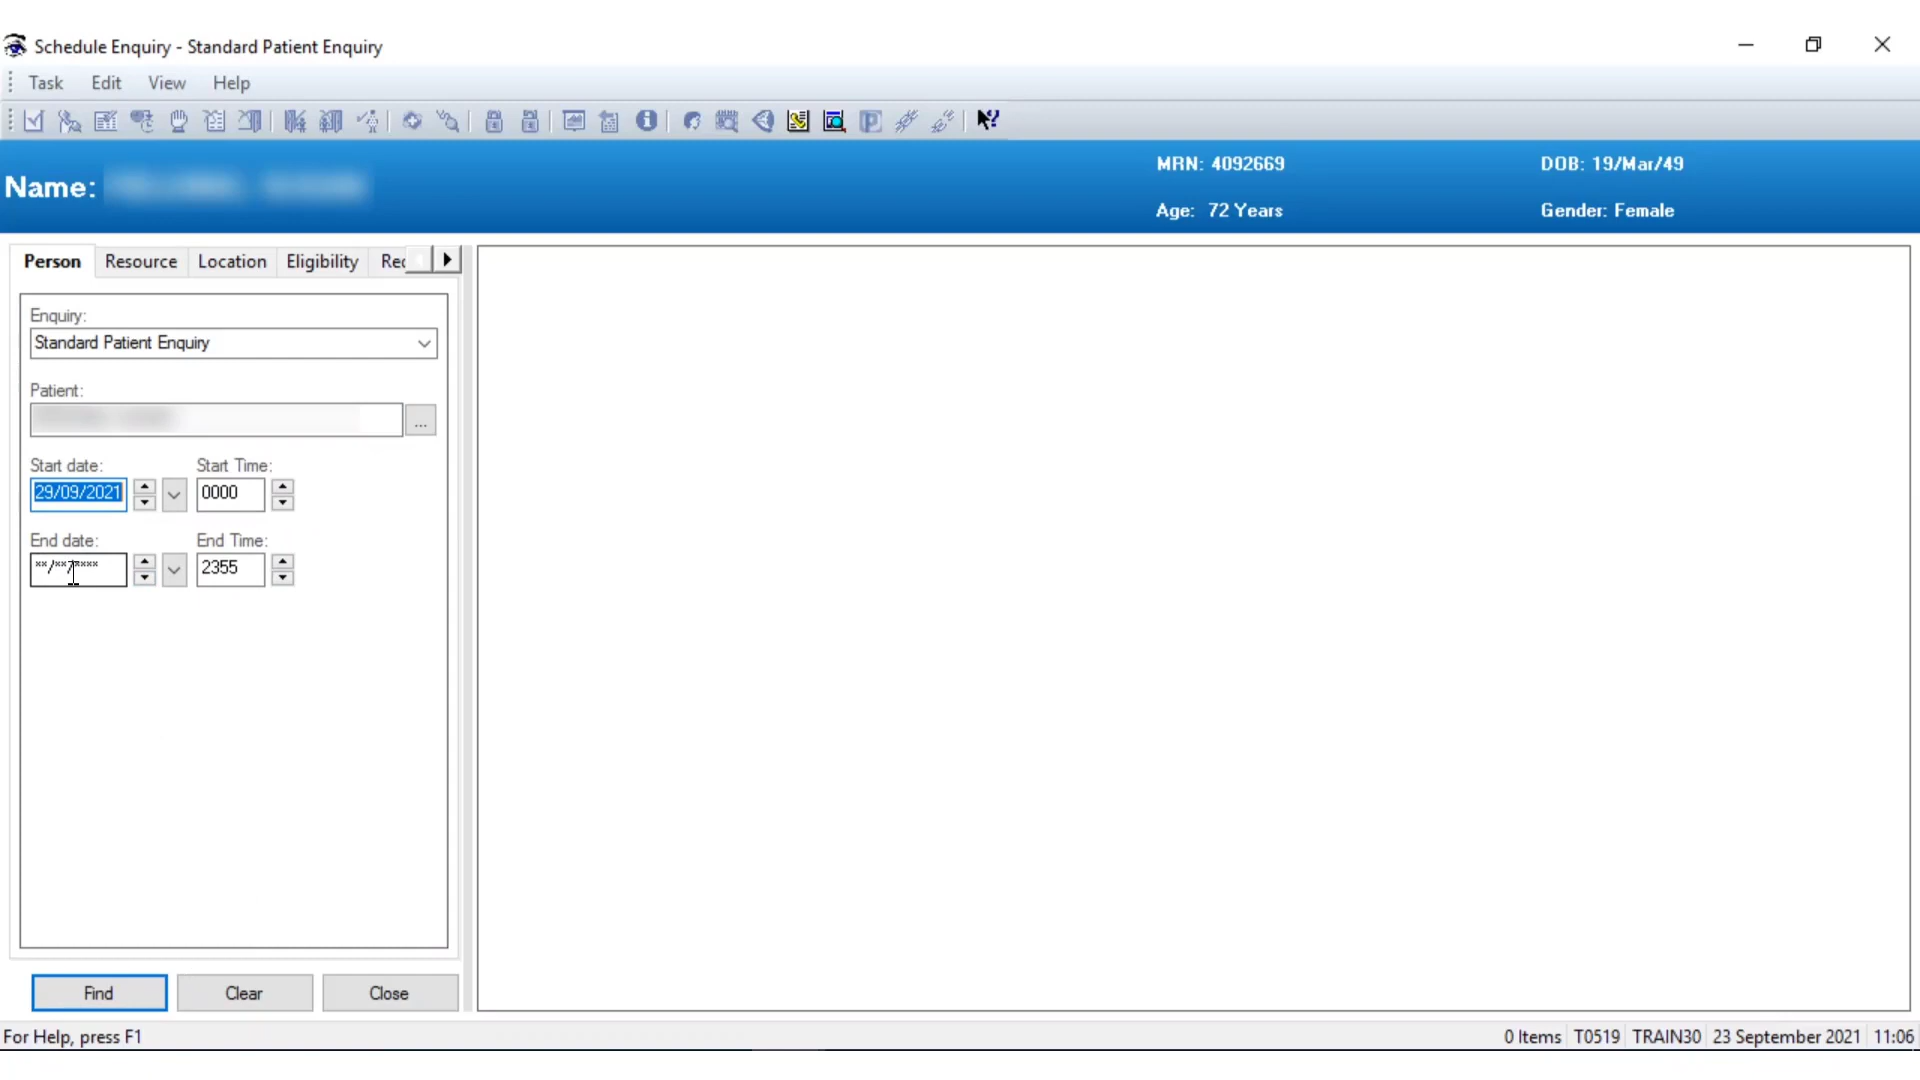 Schedule Enquiry - Standard Patient Enquiry
Task Edit View Help
Name:
MRN: 4092669
DOB: 19/Mar/49
Age: 72 Years
Gender: Female
Person Resource Location Eligibility Rec
Enquiry:
Standard Patient Enquiry
Patient:
...
Start date: Start Time:
29/09/2021 0000
End date: End Time:
**/**/**** 2355
Find Clear Close
For Help, press F1
0 Items T0519 TRAIN30 23 September 2021 11:06